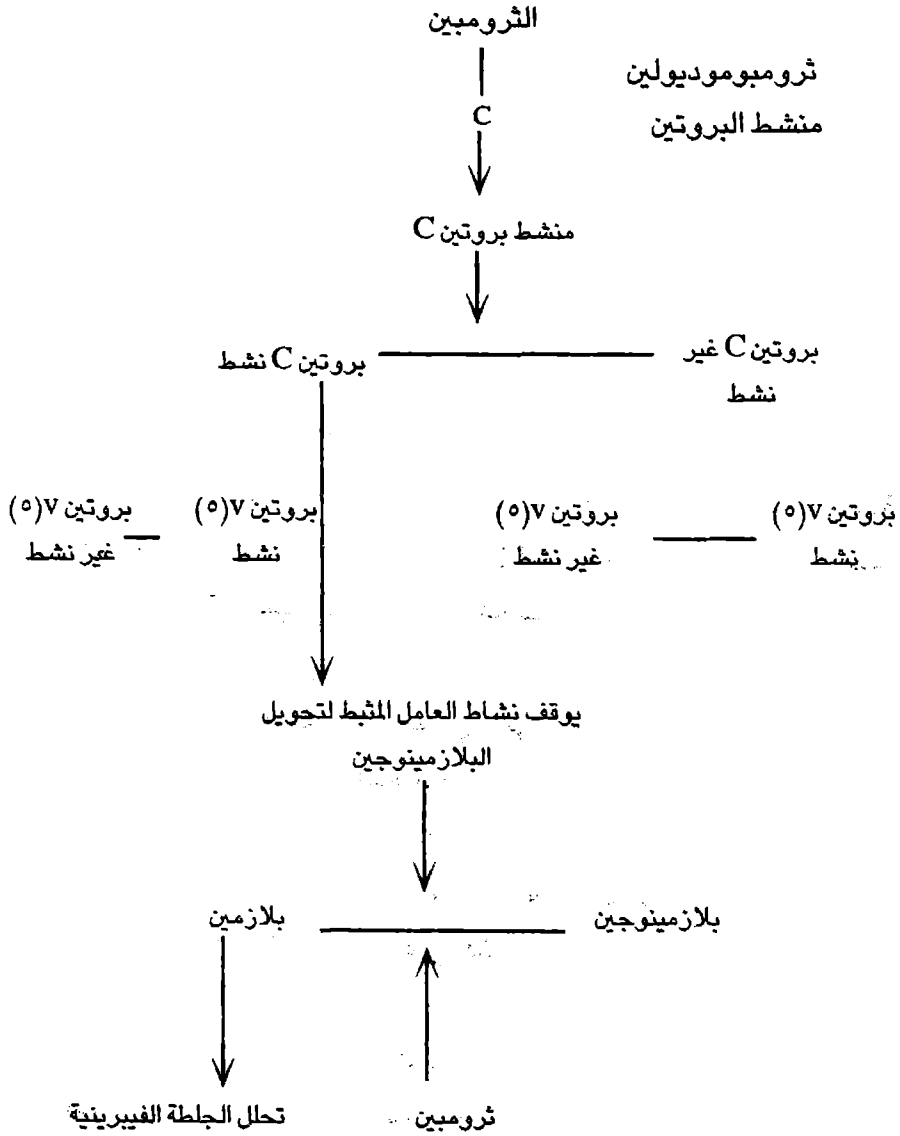 الثرومبين
ثرومبوموديولين
C
منشط البروتين
منشط بروتين C
بروتين C غير
نشط
بروتين C نشط
بروتين v(٥)
نشط
بروتين v(٥)
غير نشط
بروتين v(٥)
نشط
بروتين v(٥)
غير نشط
يوقف نشاط العامل المثبط لتحويل
البلازمينوجين
بلازمينوجين
بلازمين
ثرومبين
تحلل الجلطة الفيبرينية